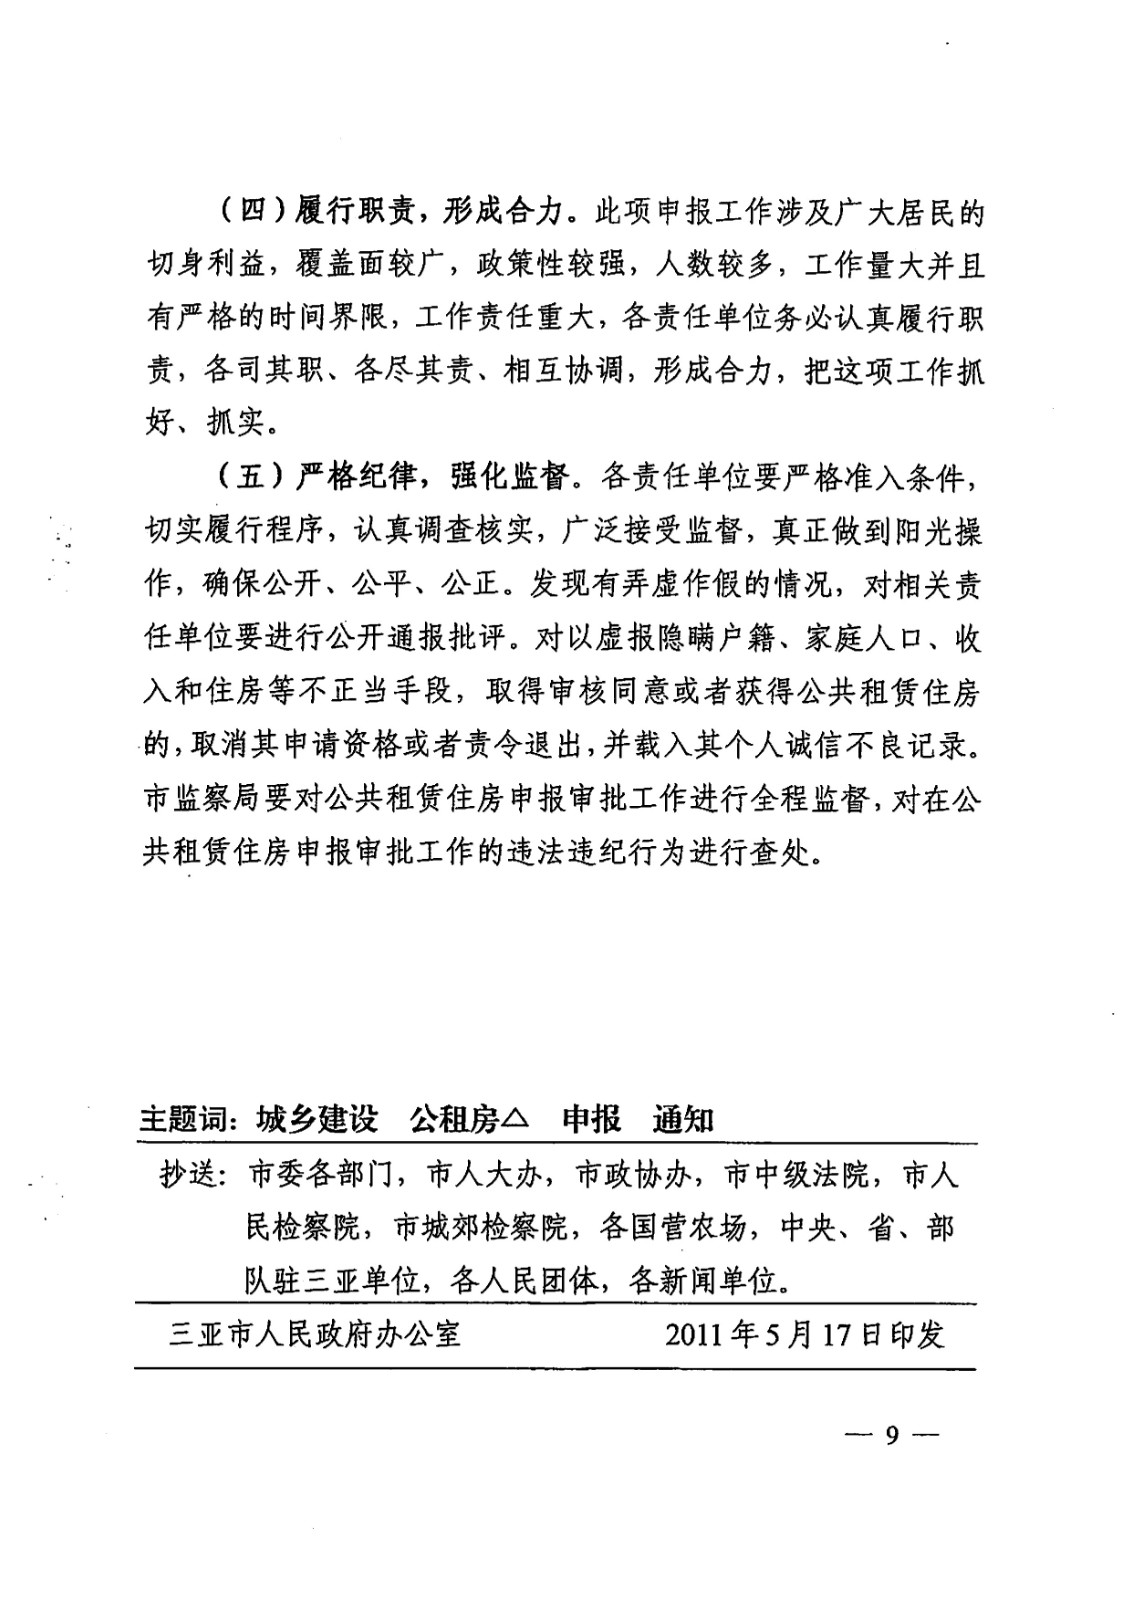 （四）履行职责，形成合力。此项申报工作涉及广大居民的
切身利益，覆盖面较广，政策性较强，人数较多，工作量大并且
有严格的时间界限，工作责任重大，各责任单位务必认真履行职
责，各司其职、各尽其责、相互协调，形成合力，把这项工作抓
好、抓实。
（五）严格纪律，强化监督。各责任单位要严格准入条件，
切实履行程序，认真调查核实，广泛接受监督，真正做到阳光操
作，确保公开、公平、公正。发现有弄虚作假的情况，对相关责
任单位要进行公开通报批评。对以虚报隐瞒户籍、家庭人口、收
入和住房等不正当手段，取得审核同意或者获得公共租赁住房
的，取消其申请资格或者责令退出，并载入其个人诚信不良记录。
市监察局要对公共租赁住房申报审批工作进行全程监督，对在公
共租赁住房申报审批工作的违法违纪行为进行查处。
主题词：城乡建设 公租房△ 申报 通知
抄送：市委各部门，市人大办，市政协办，市中级法院，市人
民检察院，市城郊检察院，各国营农场，中央、省、部
队驻三亚单位，各人民团体，各新闻单位。
三亚市人民政府办公室 2011年5月17日印发
— 9 —